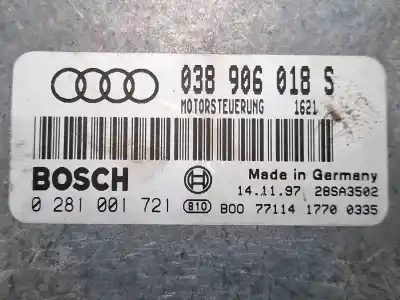 038 906 018 S
MOTORSTEUERUNG 1621
BOSCH
Made in Germany
14.11.97 28SA3502
0 281 001 721 B10 B00 77114 1770 0335